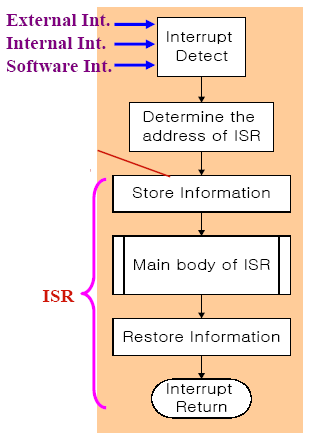 External Int.
Internal Int.
Software Int.
Interrupt
Detect
Determine the
address of ISR
Store Information
Main body of ISR
ISR
Restore Information
Interrupt
Return